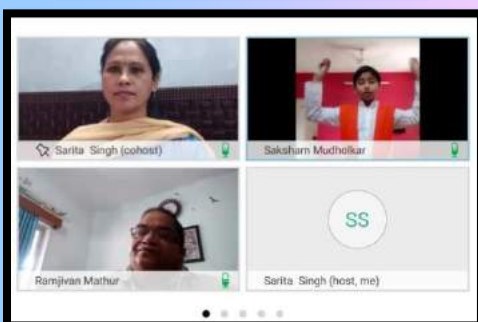 Sarita Singh (cohost)
Saksham Mudholkar
Ramjivan Mathur
SS
Sarita Singh (host, me)